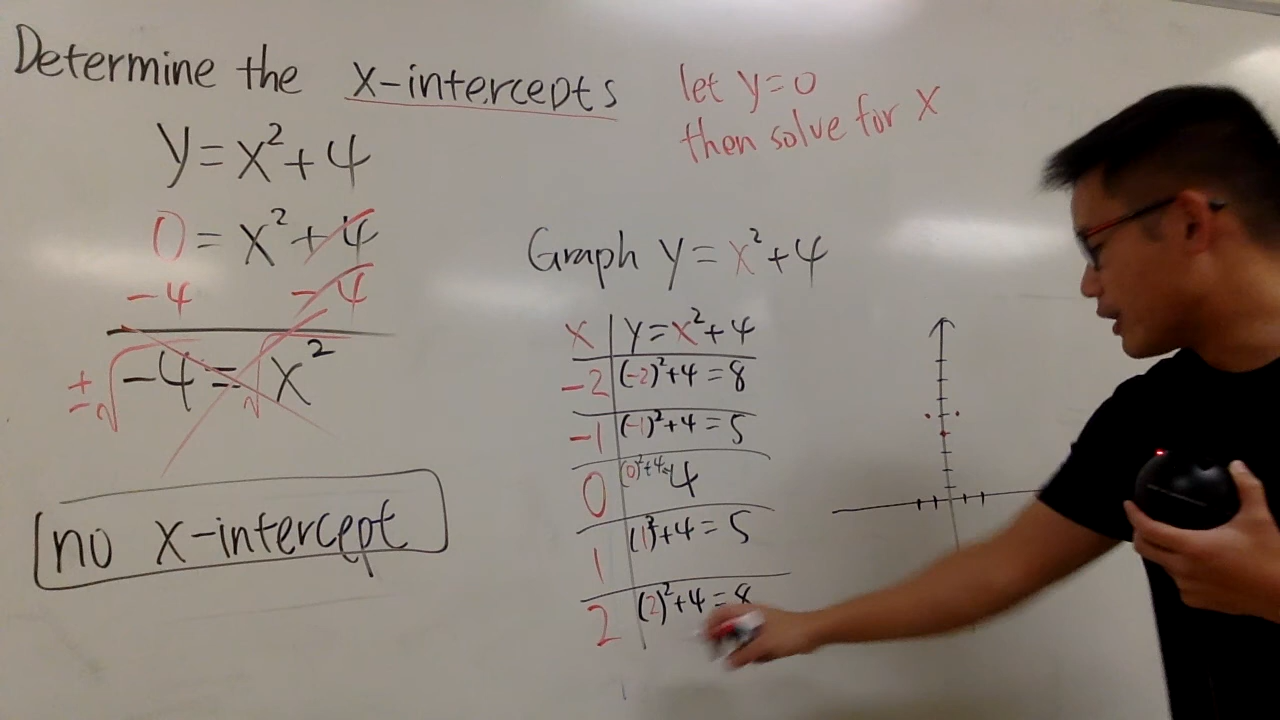 Determine the x-intercepts
let y=0
then solve for x
y=x²+4
0=x²+4
-4 -4
±√-4=√x²
no x-intercept
Graph y=x²+4
x | y=x²+4
-2 | (-2)²+4=8
-1 | (-1)²+4=5
0 | (0)²+4=4
1 | (1)²+4=5
2 | (2)²+4=8